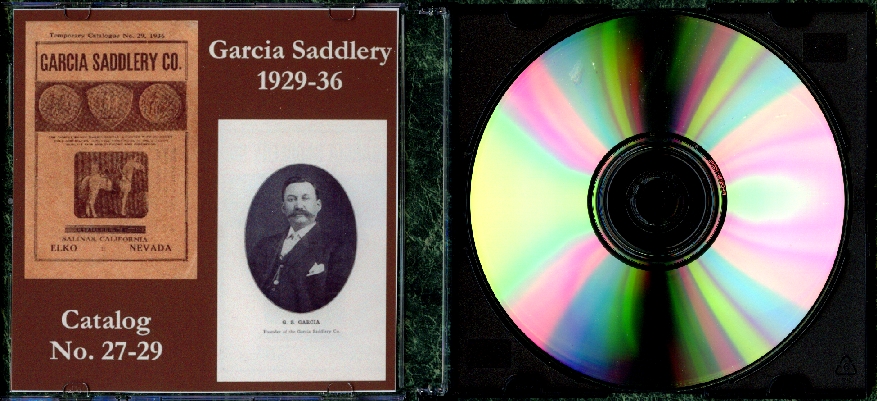 Temporary Catalogue No. 29, 1936
GARCIA SADDLERY CO.
SALINAS CALIFORNIA
ELKO NEVADA
Garcia Saddlery
1929-36
G. S. GARCIA
Founder of the Garcia Saddlery Co.
Catalog
No. 27-29